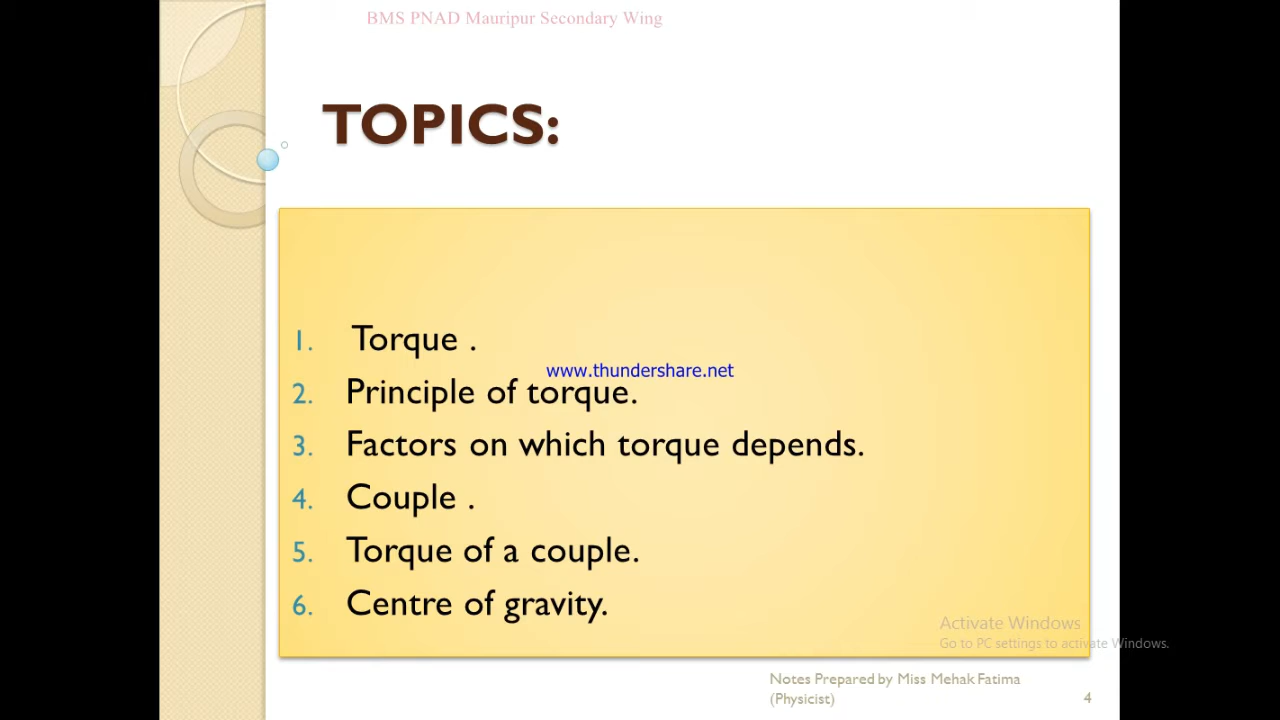 BMS PNAD Mauripur Secondary Wing
TOPICS:
1. Torque .
www.thundershare.net
2. Principle of torque.
3. Factors on which torque depends.
4. Couple .
5. Torque of a couple.
6. Centre of gravity.
Activate Windows
Go to PC settings to activate Windows.
Notes Prepared by Miss Mehak Fatima
(Physicist)
4